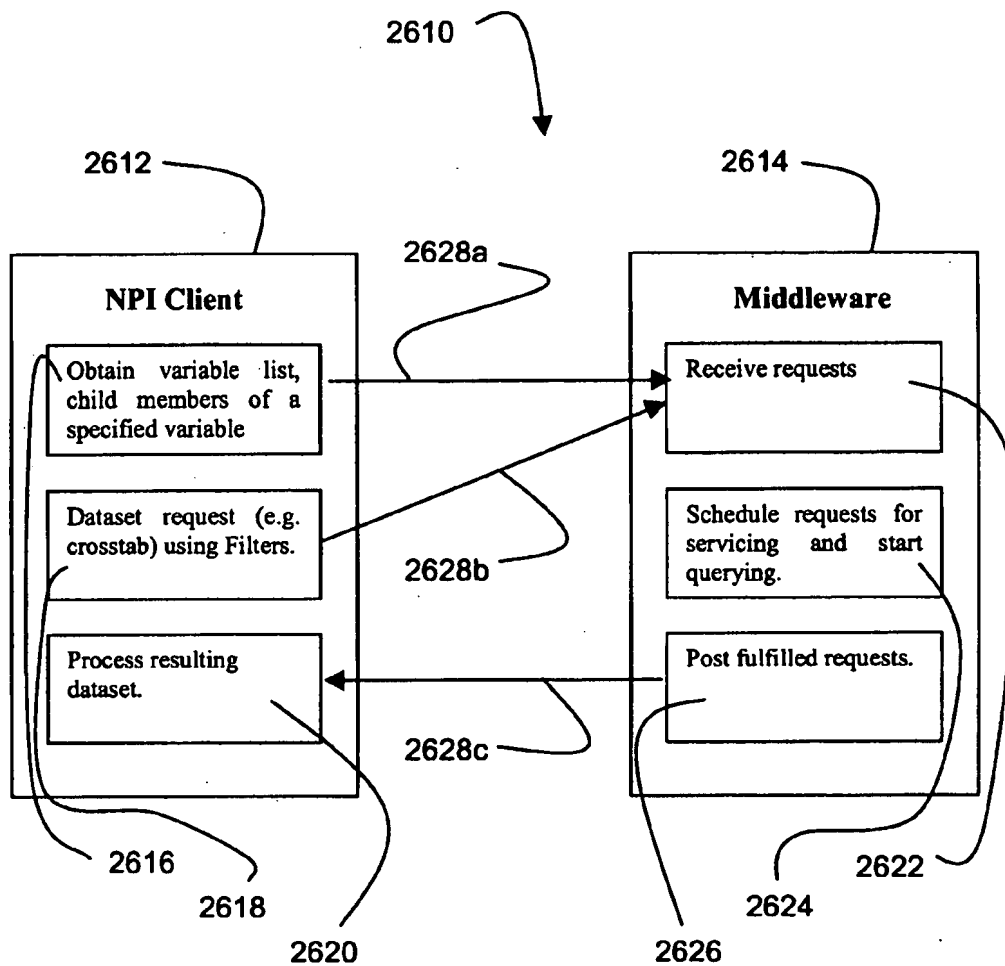 2610
2612
2614
2628a
NPI Client
Middleware
Obtain variable list,
child members of a
specified variable
Receive requests
Dataset request (e.g.
crosstab) using Filters.
Schedule requests for
servicing and start
querying.
2628b
Process resulting
dataset.
Post fulfilled requests.
2628c
2616
2618
2620
2622
2624
2626